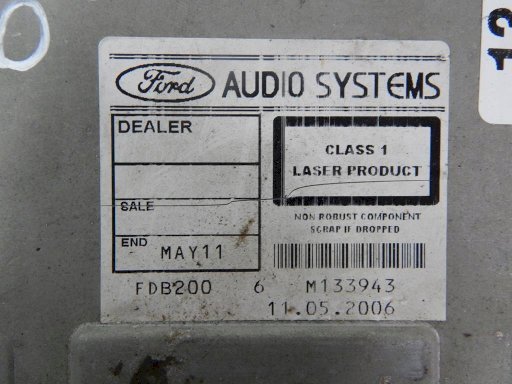 Ford AUDIO SYSTEMS
DEALER
CLASS 1
LASER PRODUCT
SALE
NON ROBUST COMPONENT
SCRAP IF DROPPED
END MAY11
FDB200 6 M133943
11.05.2006